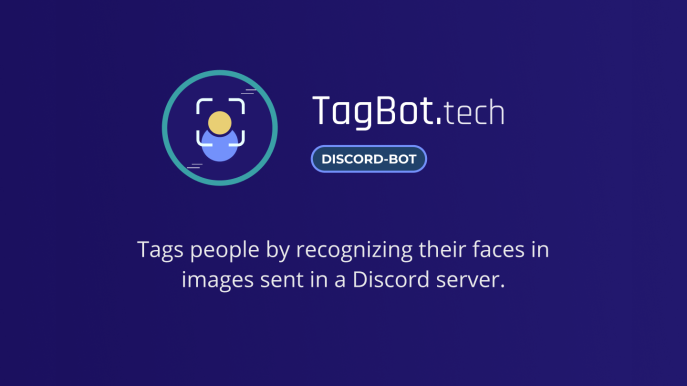 TagBot.tech
DISCORD-BOT
Tags people by recognizing their faces in
images sent in a Discord server.